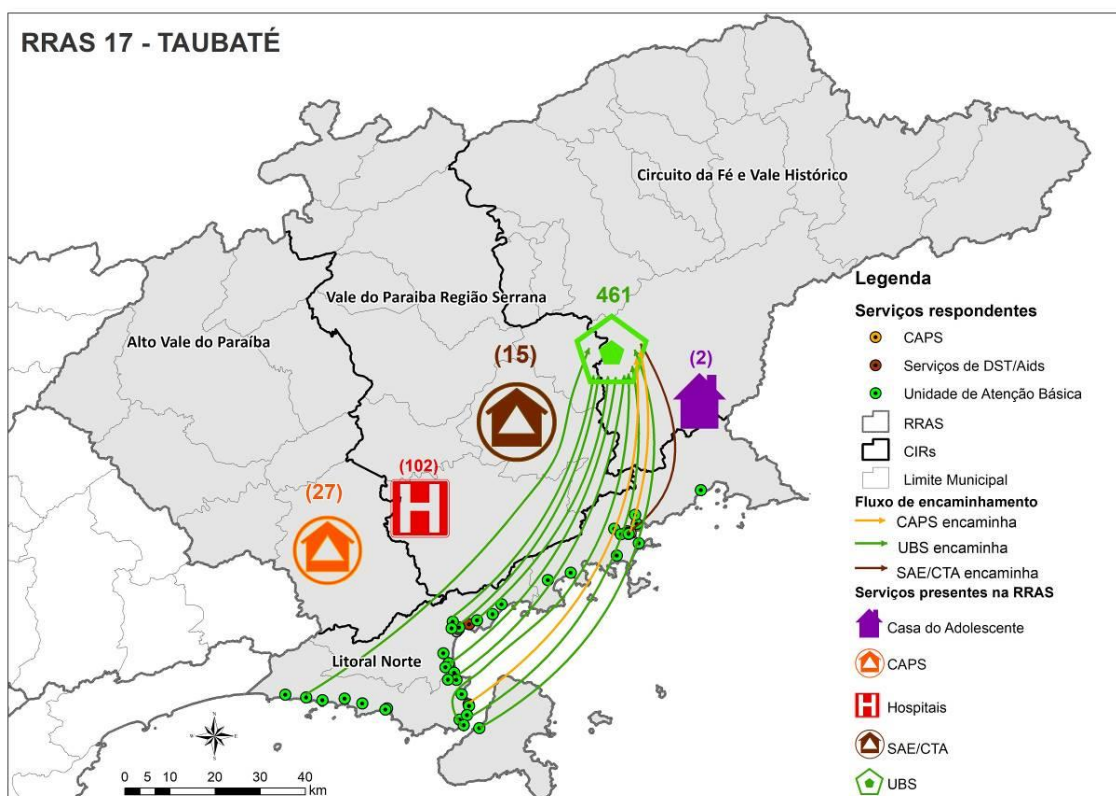 RRAS 17 - TAUBATÉ
Circuito da Fé e Vale Histórico
Vale do Paraiba Região Serrana
461
Alto Vale do Paraíba
(15)
(2)
(102)
(27)
H
Litoral Norte
N
0 5 10 20 30 40
km
Legenda
Serviços respondentes
CAPS
Serviços de DST/Aids
Unidade de Atenção Básica
RRAS
CIRs
Limite Municipal
Fluxo de encaminhamento
CAPS encaminha
UBS encaminha
SAE/CTA encaminha
Serviços presentes na RRAS
Casa do Adolescente
CAPS
H
Hospitais
SAE/CTA
UBS